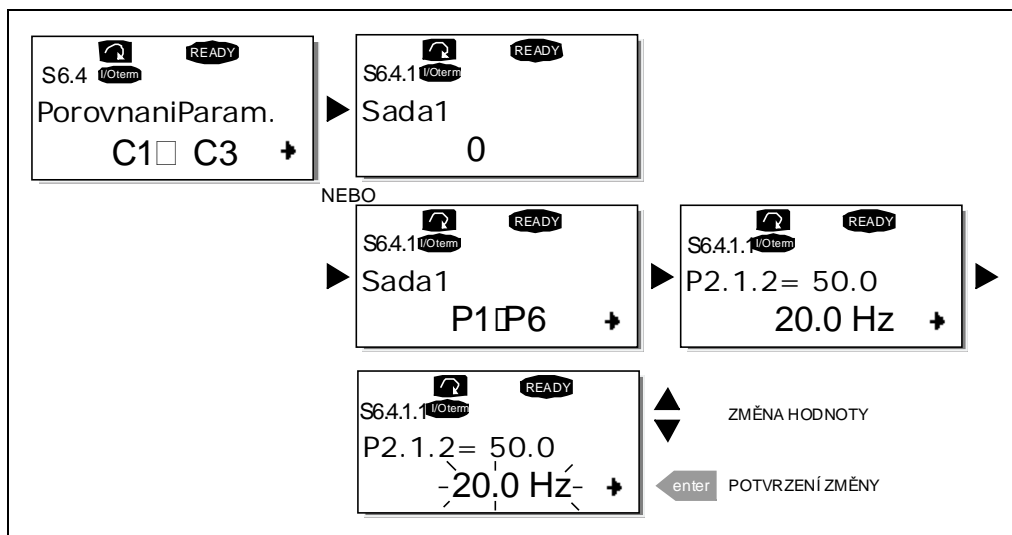 READY
S6.4 I/Oterm
PorovnaniParam.
C1□ C3
READY
S6.4.1 I/Oterm
Sada1
0
NEBO
READY
S6.4.1 I/Oterm
Sada1
P1□P6
READY
S6.4.1.1 I/Oterm
P2.1.2= 50.0
20.0 Hz
READY
S6.4.1.1 I/Oterm
P2.1.2= 50.0
20.0 Hz
ZMĚNA HODNOTY
enter POTVRZENÍ ZMĚNY